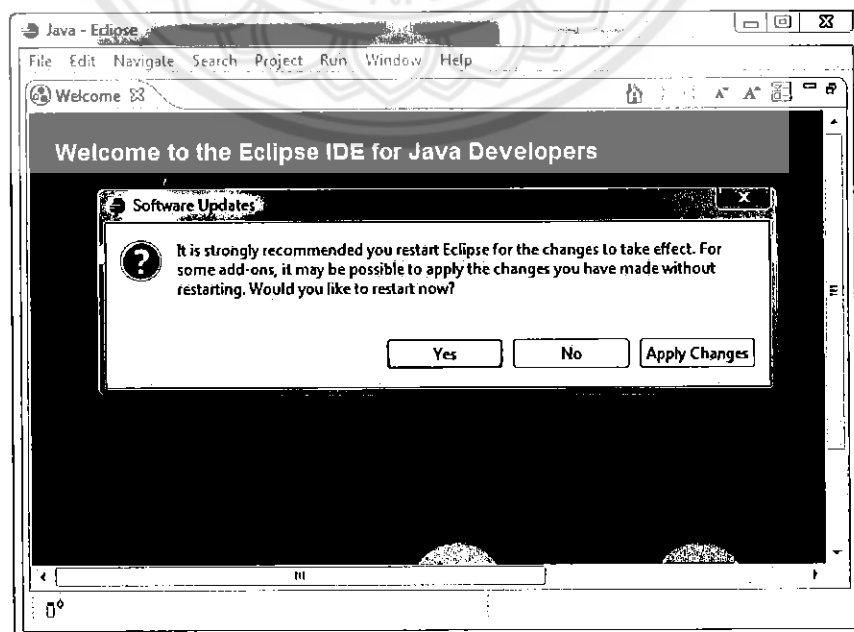 Java - Eclipse
File Edit Navigate Search Project Run Window Help
Welcome
Welcome to the Eclipse IDE for Java Developers
Software Updates
It is strongly recommended you restart Eclipse for the changes to take effect. For
some add-ons, it may be possible to apply the changes you have made without
restarting. Would you like to restart now?
Yes No Apply Changes